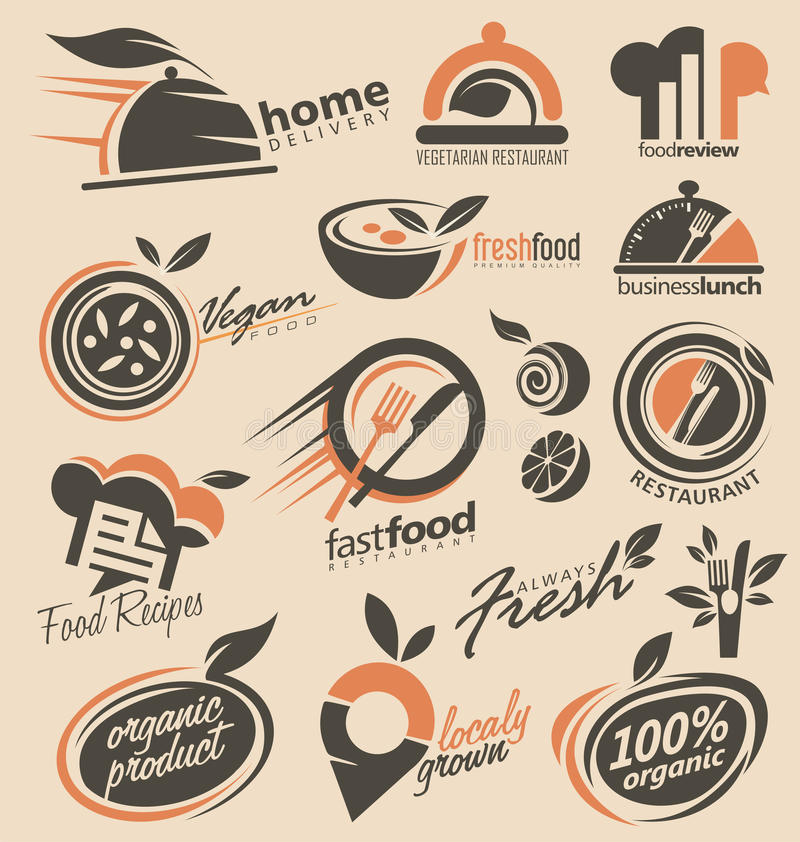 home
DELIVERY
VEGETARIAN RESTAURANT
foodreview
freshfood
PREMIUM QUALITY
businesslunch
Vegan
FOOD
RESTAURANT
fastfood
RESTAURANT
Food Recipes
ALWAYS
Fresh
organic
product
localy
grown
100%
organic
dreamstime